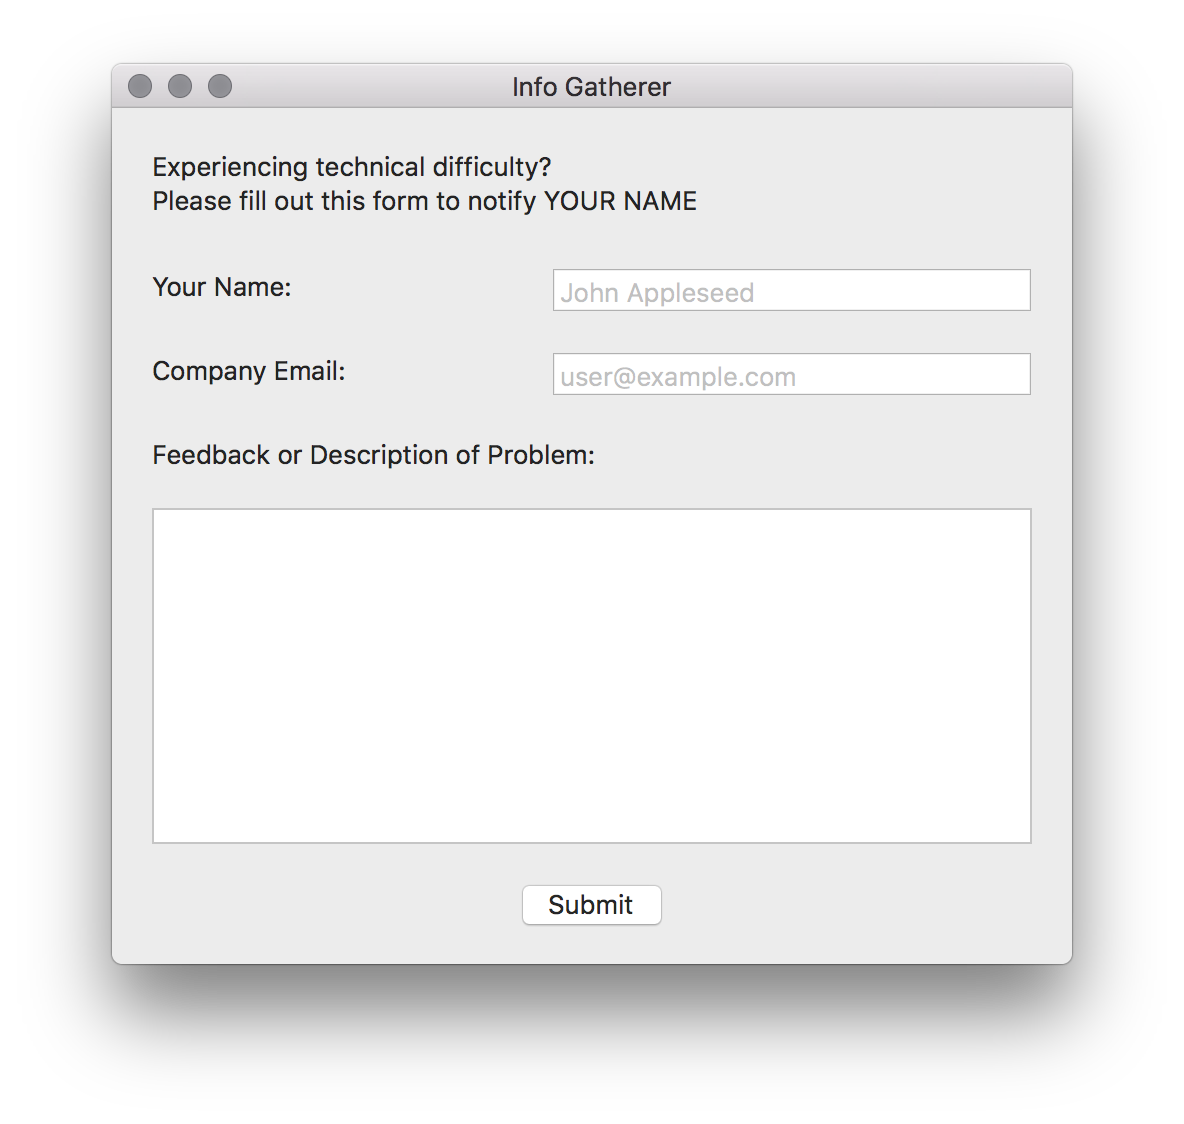 Info Gatherer
Experiencing technical difficulty?
Please fill out this form to notify YOUR NAME
Your Name:
John Appleseed
Company Email:
user@example.com
Feedback or Description of Problem:
Submit